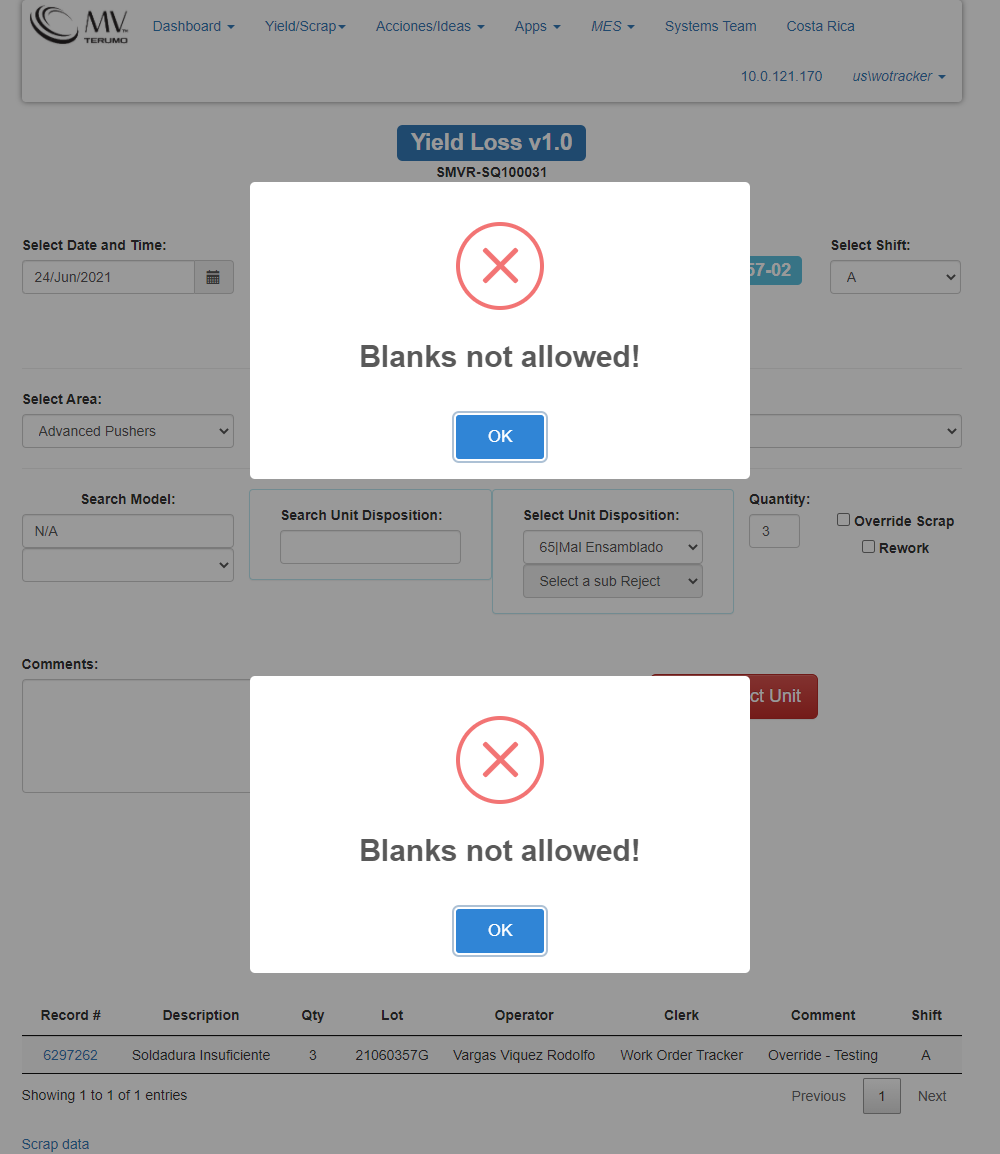 MV TERUMO
Dashboard Yield/Scrap Acciones/Ideas Apps MES Systems Team Costa Rica
10.0.121.170 us\wotracker
Yield Loss v1.0
SMVR-SQ100031
Select Date and Time:
24/Jun/2021
57-02
Select Shift:
A
Blanks not allowed!
OK
Select Area:
Advanced Pushers
Search Model:
N/A
Search Unit Disposition:
Select Unit Disposition:
65|Mal Ensamblado
Select a sub Reject
Quantity:
3
Override Scrap
Rework
Comments:
ct Unit
Blanks not allowed!
OK
Record # Description Qty Lot Operator Clerk Comment Shift
6297262 Soldadura Insuficiente 3 21060357G Vargas Viquez Rodolfo Work Order Tracker Override - Testing A
Showing 1 to 1 of 1 entries
Previous 1 Next
Scrap data